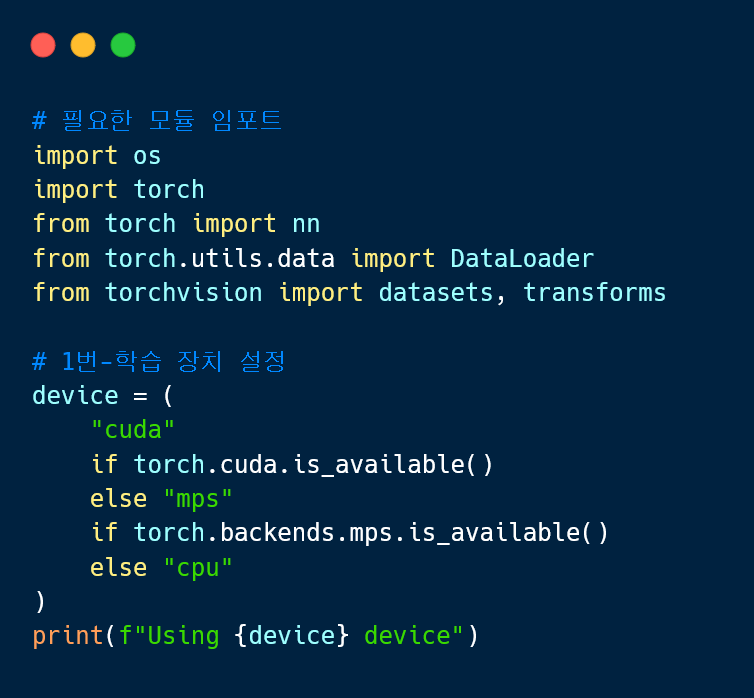 # 필요한 모듈 임포트
import os
import torch
from torch import nn
from torch.utils.data import DataLoader
from torchvision import datasets, transforms
# 1번-학습 장치 설정
device = (
    "cuda"
    if torch.cuda.is_available()
    else "mps"
    if torch.backends.mps.is_available()
    else "cpu"
)
print(f"Using {device} device")